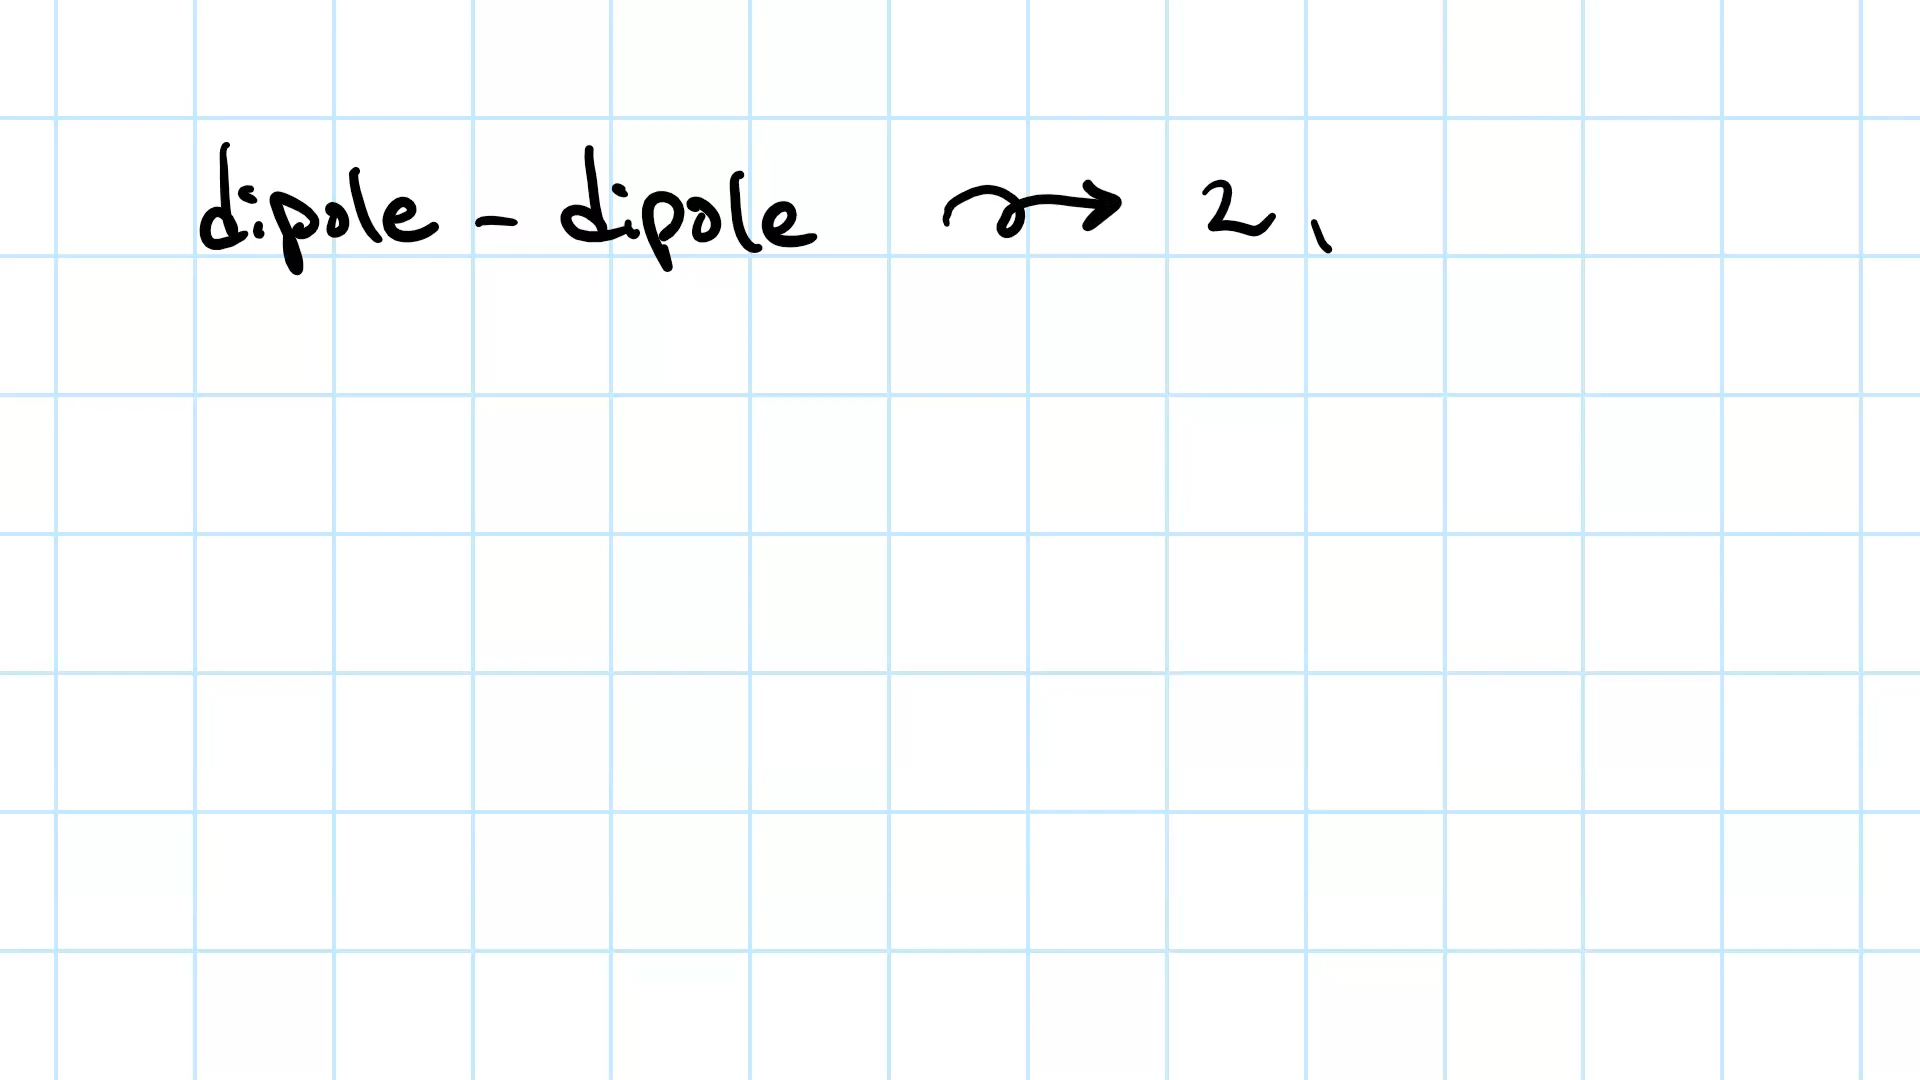 dipole - dipole ⤳ 2,